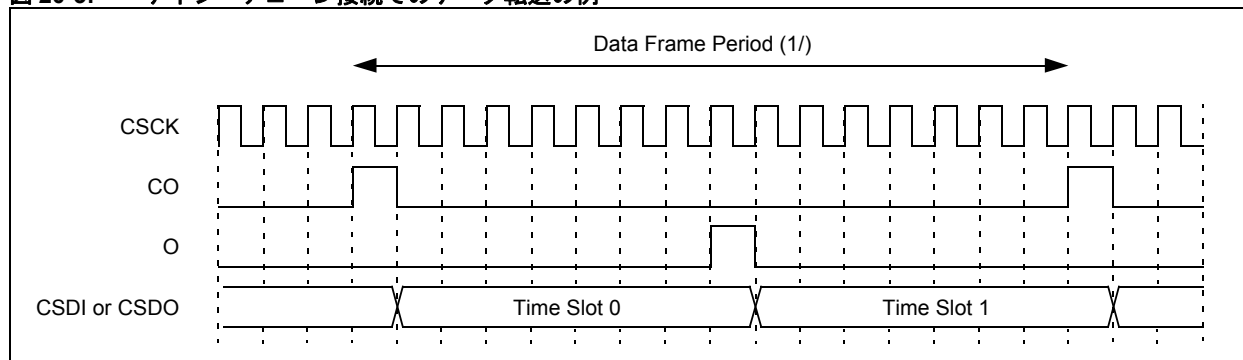 Data Frame Period (1/)
CSCK
CO
O
CSDI or CSDO
Time Slot 0
Time Slot 1